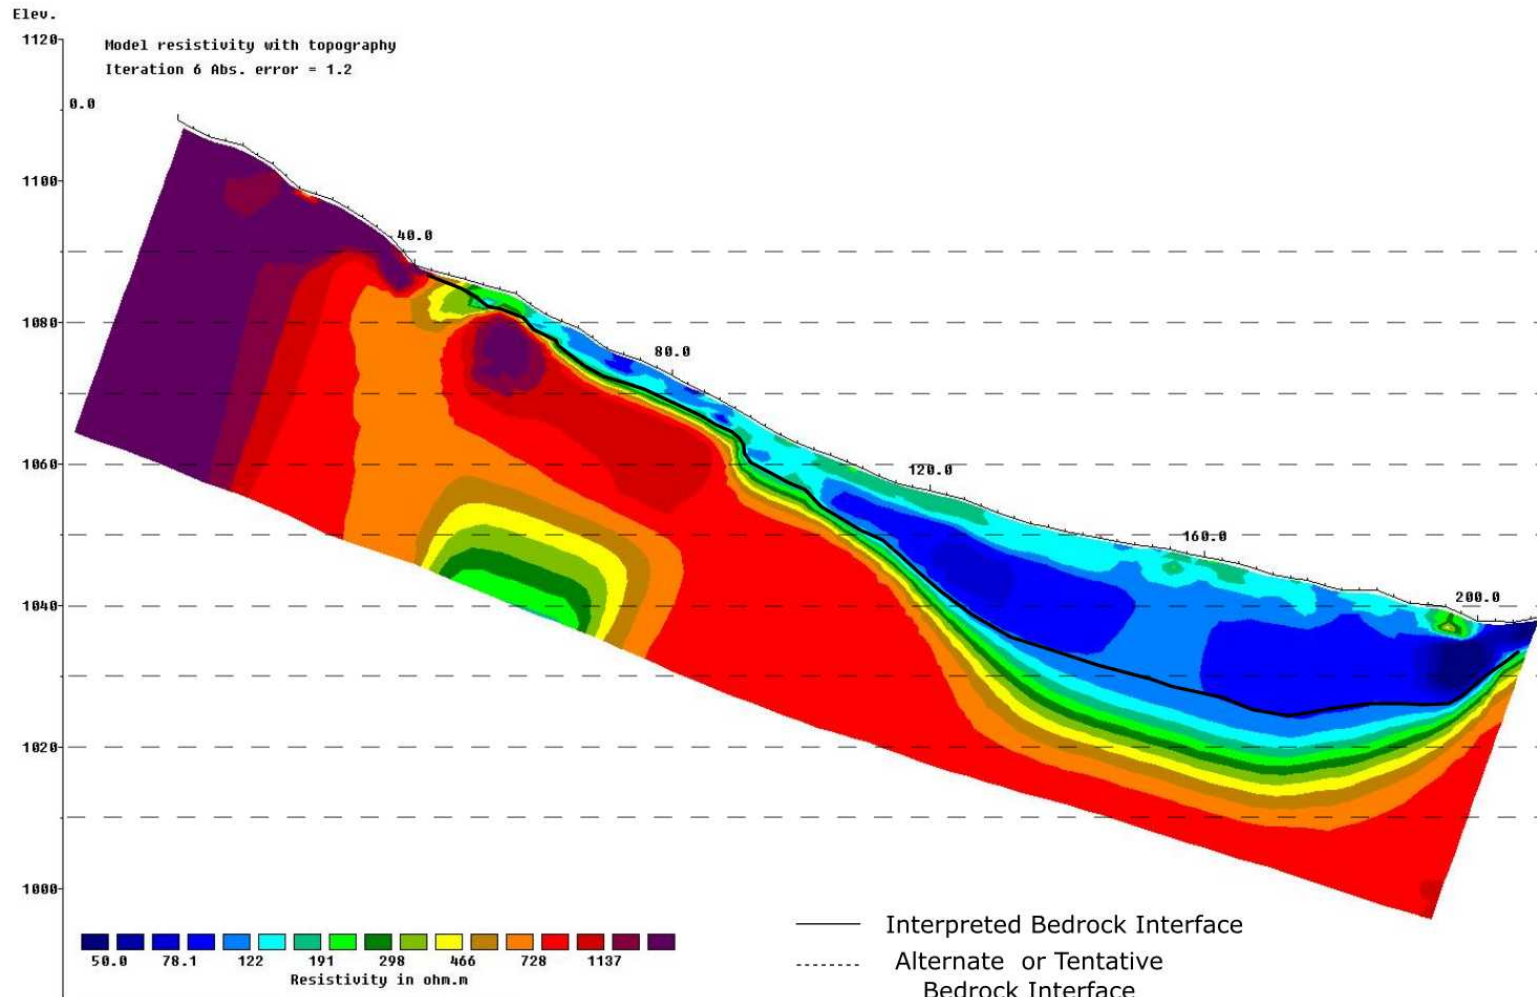 Elev.
1120
Model resistivity with topography
Iteration 6 Abs. error = 1.2
0.0
1100
40.0
1080
80.0
1060
120.0
160.0
1040
200.0
1020
1000
50.0 78.1 122 191 298 466 728 1137
Resistivity in ohm.m
Interpreted Bedrock Interface
Alternate or Tentative
Bedrock Interface